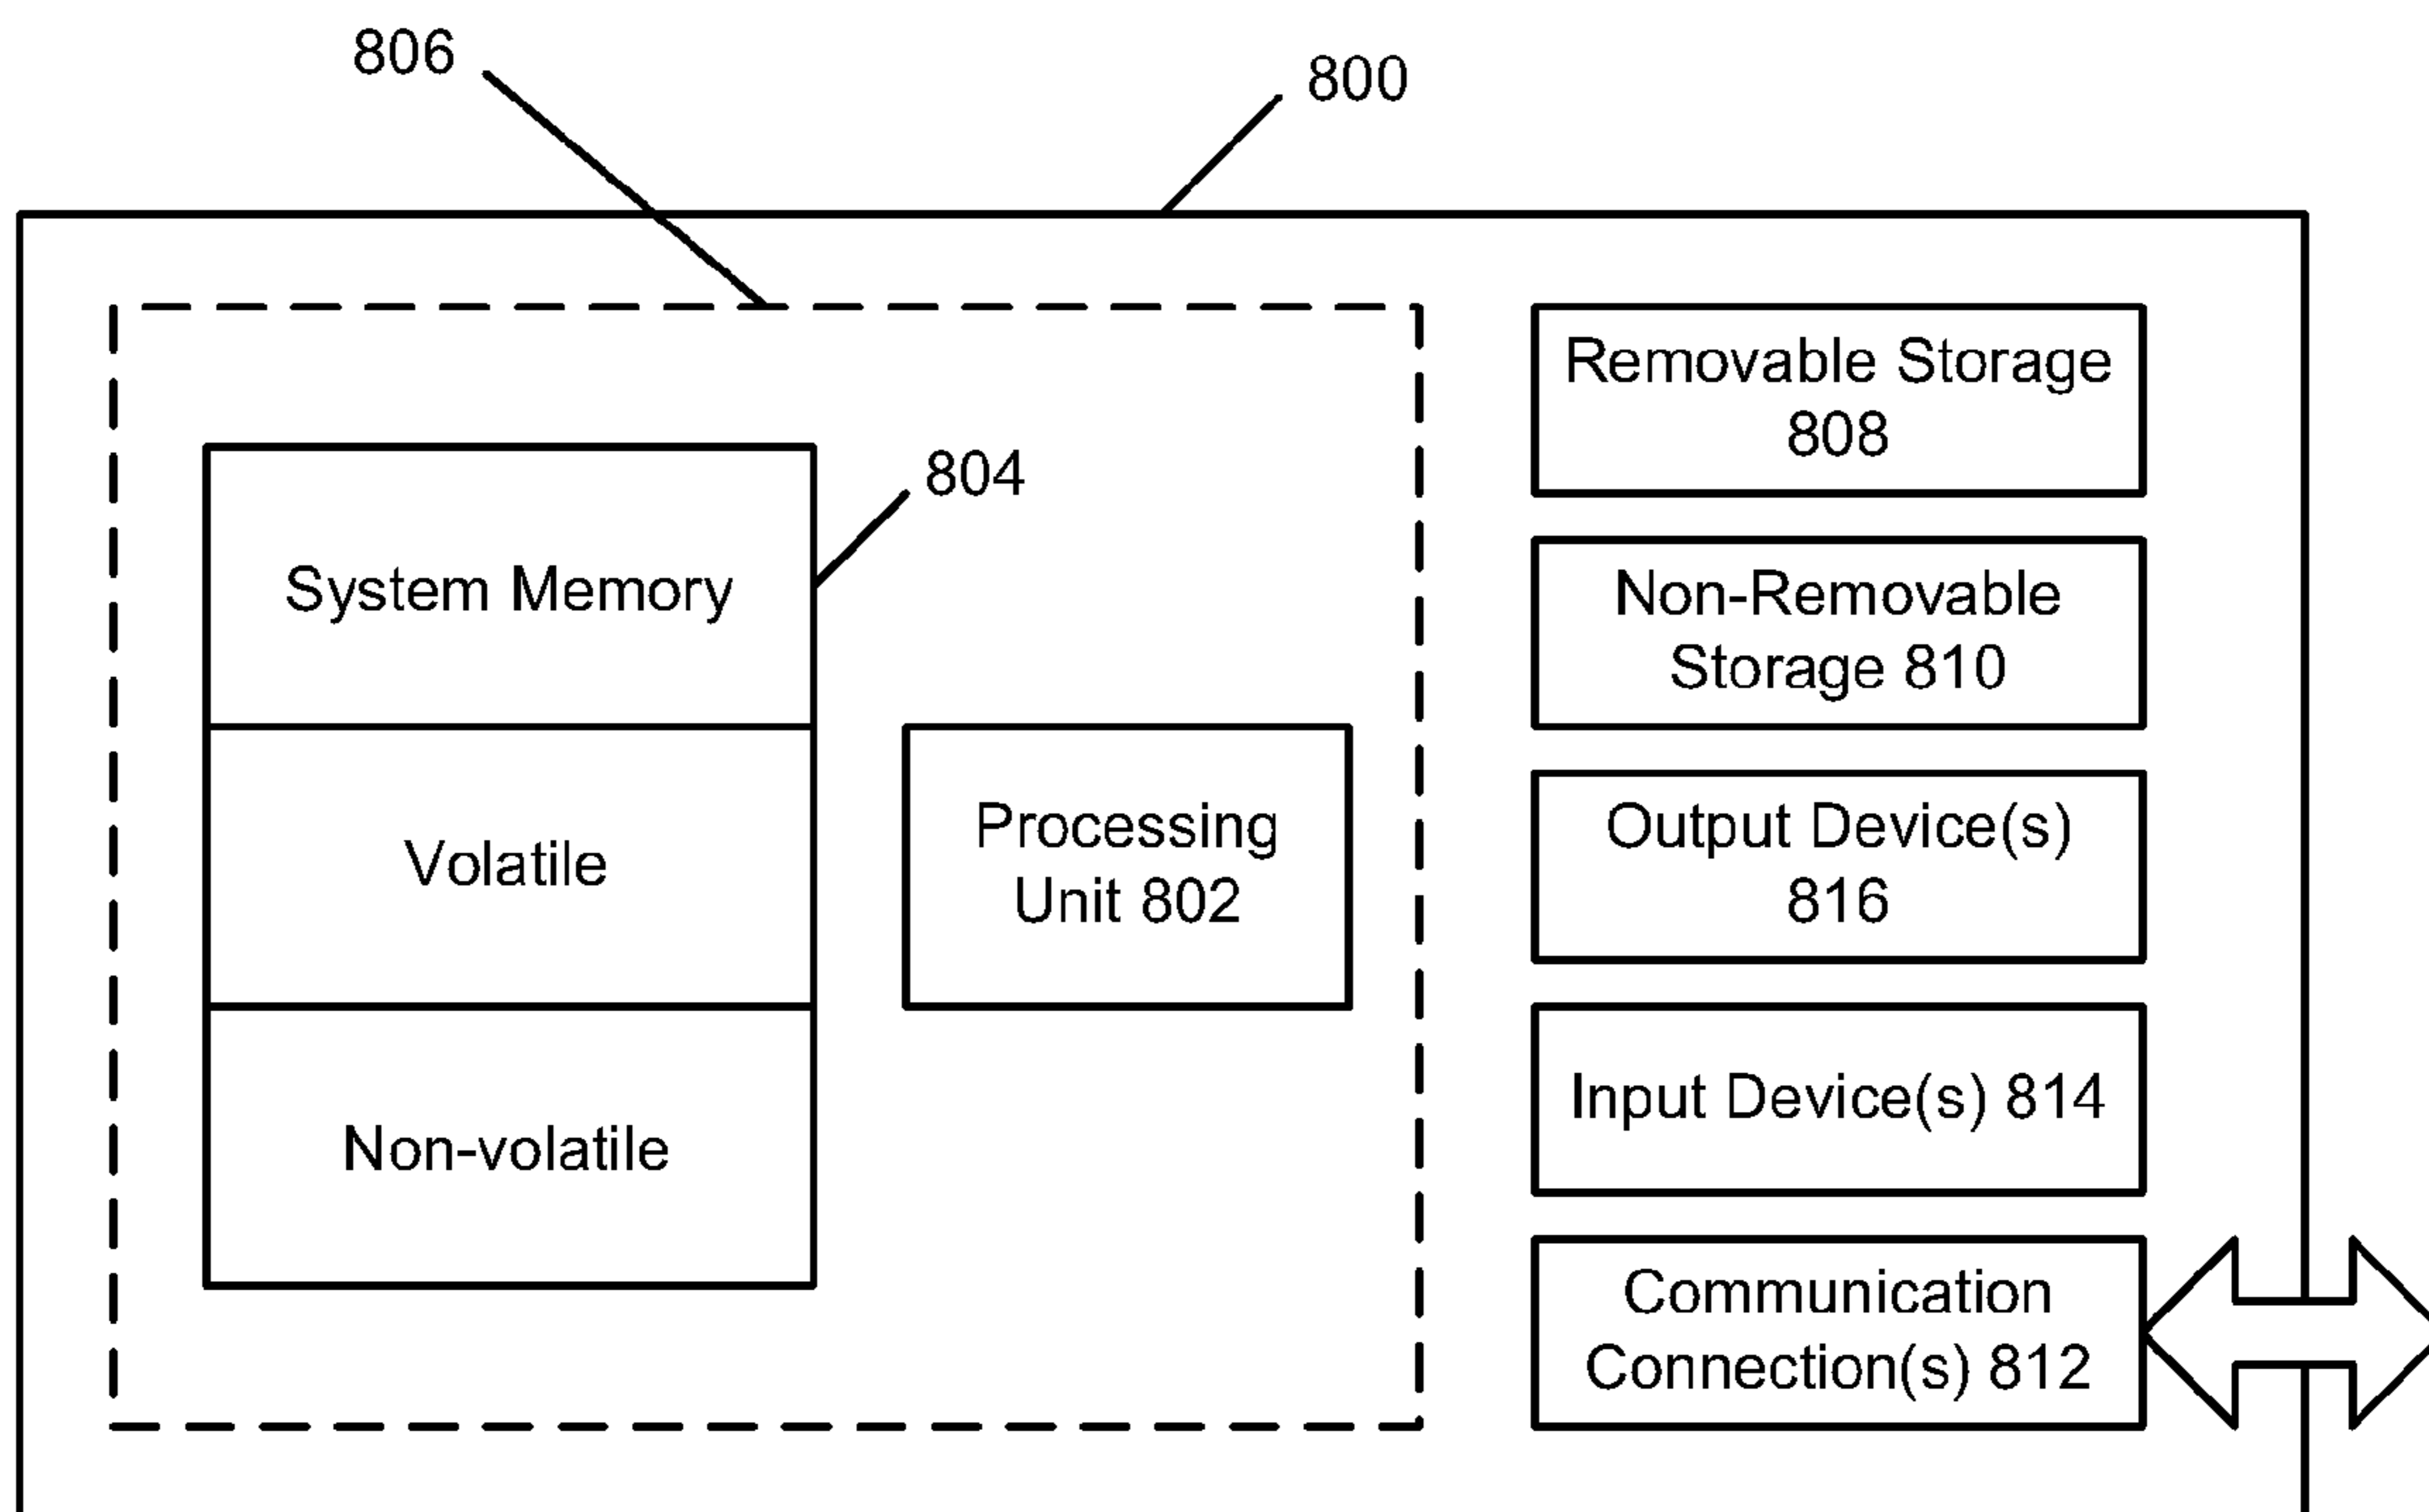 806
800
804
System Memory
Volatile
Non-volatile
Processing
Unit 802
Removable Storage
808
Non-Removable
Storage 810
Output Device(s)
816
Input Device(s) 814
Communication
Connection(s) 812